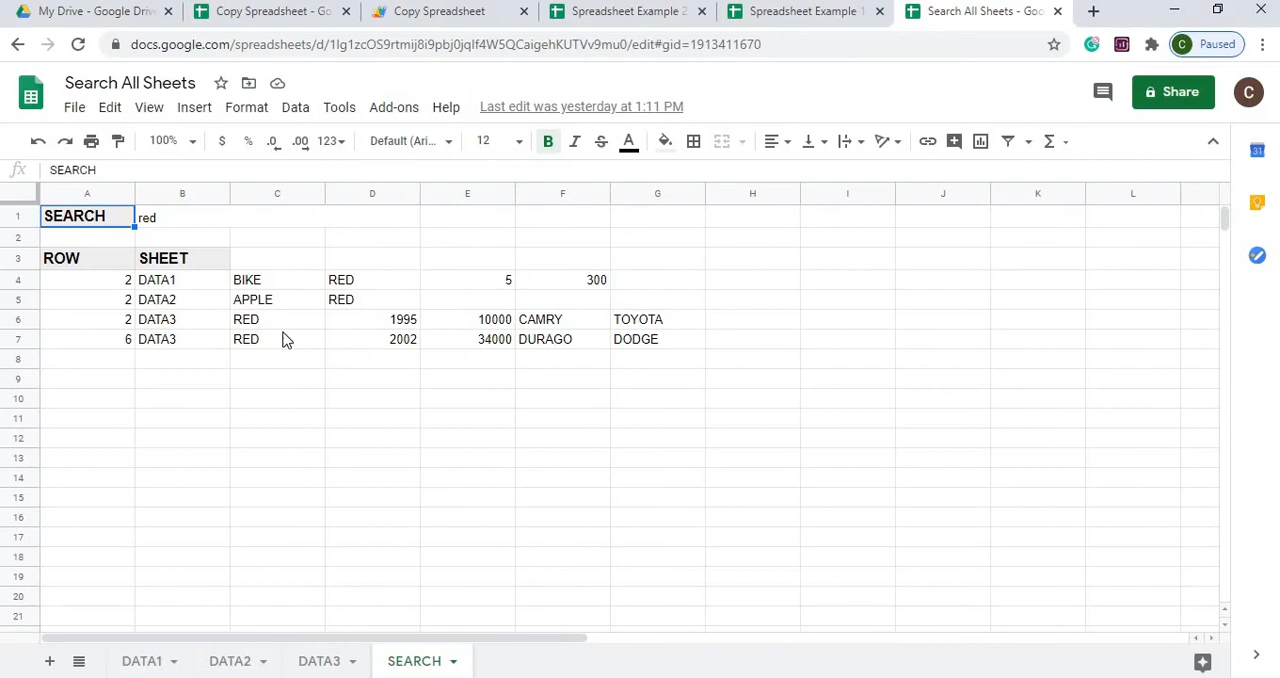 My Drive - Google Drive
Copy Spreadsheet - Go
Copy Spreadsheet
Spreadsheet Example 2
Spreadsheet Example 1
Search All Sheets - Goo
docs.google.com/spreadsheets/d/1Ig1zcOS9rtmij8i9pbj0jqIf4W5QCaigehKUTVv9mu0/edit#gid=1913411670
C Paused
Search All Sheets
File Edit View Insert Format Data Tools Add-ons Help Last edit was yesterday at 1:11 PM
Share
C
100% $ % .0 .00 123 Default (Ari... 12 B I S A
fx SEARCH
A B C D E F G H I J K L
1 SEARCH red
2
3 ROW SHEET
4 2 DATA1 BIKE RED 5 300
5 2 DATA2 APPLE RED
6 2 DATA3 RED 1995 10000 CAMRY TOYOTA
7 6 DATA3 RED 2002 34000 DURAGO DODGE
8
9
10
11
12
13
14
15
16
17
18
19
20
21
DATA1 DATA2 DATA3 SEARCH
31